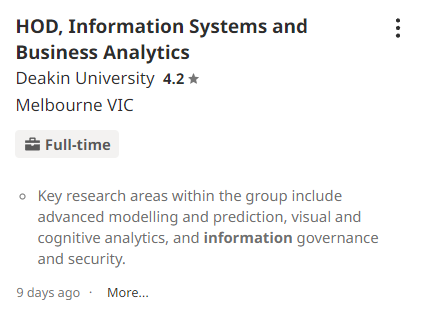 HOD, Information Systems and
Business Analytics
Deakin University 4.2 ★
Melbourne VIC
Full-time
Key research areas within the group include
advanced modelling and prediction, visual and
cognitive analytics, and information governance
and security.
9 days ago · More...